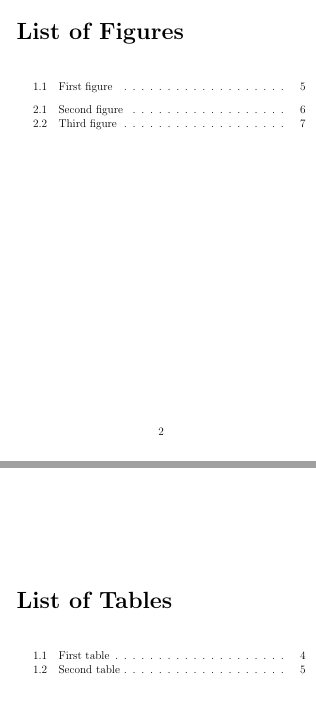 List of Figures
1.1 First figure . . . . . . . . . . . . . . . . . . . 5
2.1 Second figure . . . . . . . . . . . . . . . . . . 6
2.2 Third figure . . . . . . . . . . . . . . . . . . . 7
2
List of Tables
1.1 First table . . . . . . . . . . . . . . . . . . . . 4
1.2 Second table . . . . . . . . . . . . . . . . . . . 5